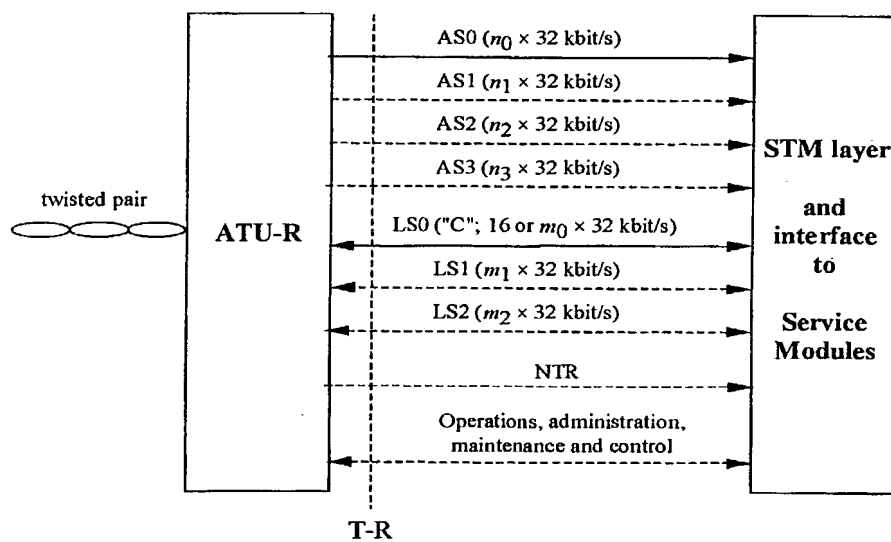 AS0 (n0 × 32 kbit/s)
AS1 (n1 × 32 kbit/s)
AS2 (n2 × 32 kbit/s)
AS3 (n3 × 32 kbit/s)
twisted pair
ATU-R
LS0 ("C"; 16 or m0 × 32 kbit/s)
LS1 (m1 × 32 kbit/s)
LS2 (m2 × 32 kbit/s)
NTR
Operations, administration,
maintenance and control
T-R
STM layer
and
interface
to
Service
Modules